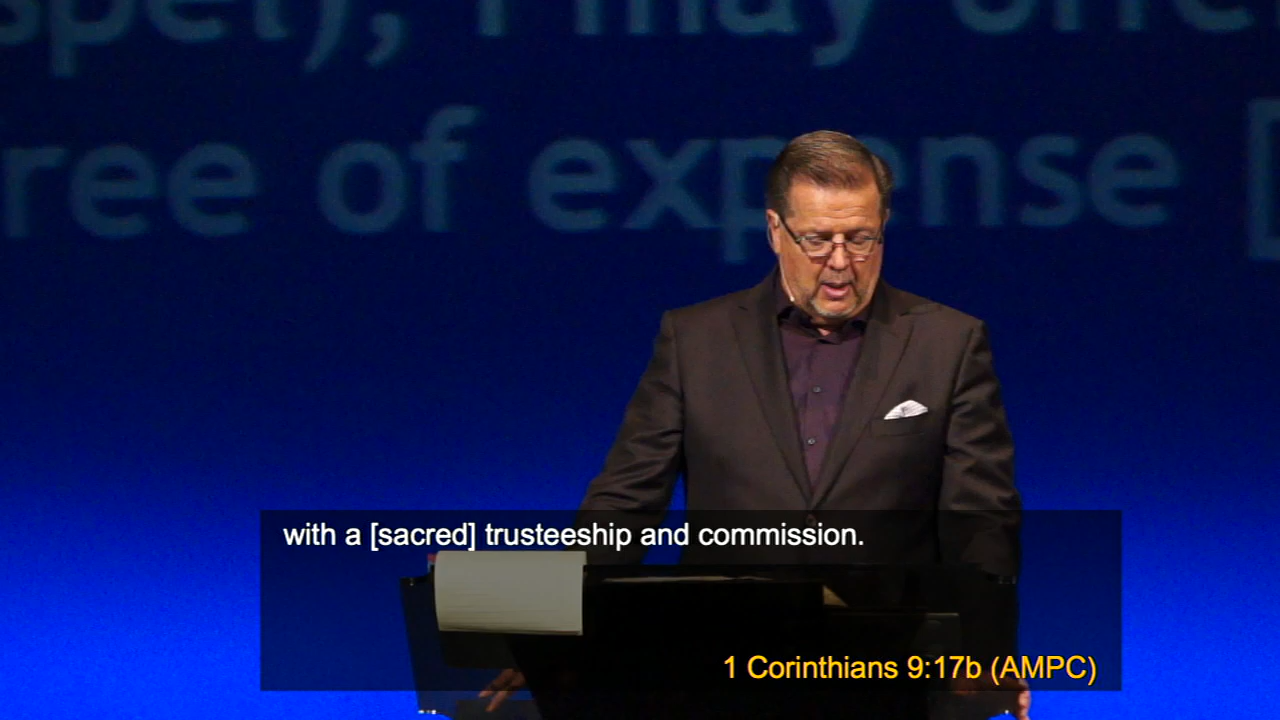 spel), I may offe
ree of expense [
with a [sacred] trusteeship and commission.
1 Corinthians 9:17b (AMPC)